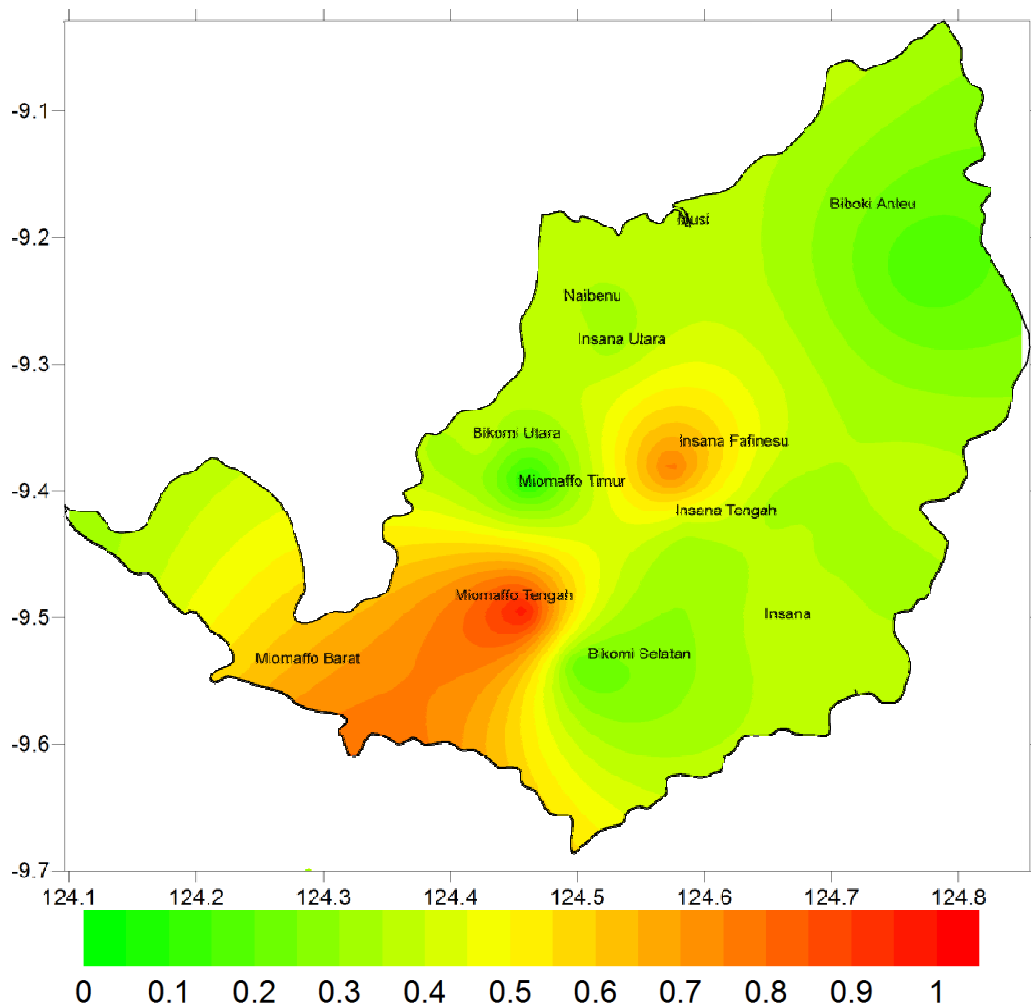 -9.1
Biboki Anleu
-9.2
Musi
Naibenu
Insana Utara
-9.3
Bikomi Utara
Insana Fafinesu
-9.4
Miomaffo Timur
Insana Tengah
Miomaffo Tengah
-9.5
Insana
Miomaffo Barat
Bikomi Selatan
-9.6
-9.7
124.1 124.2 124.3 124.4 124.5 124.6 124.7 124.8
0 0.1 0.2 0.3 0.4 0.5 0.6 0.7 0.8 0.9 1